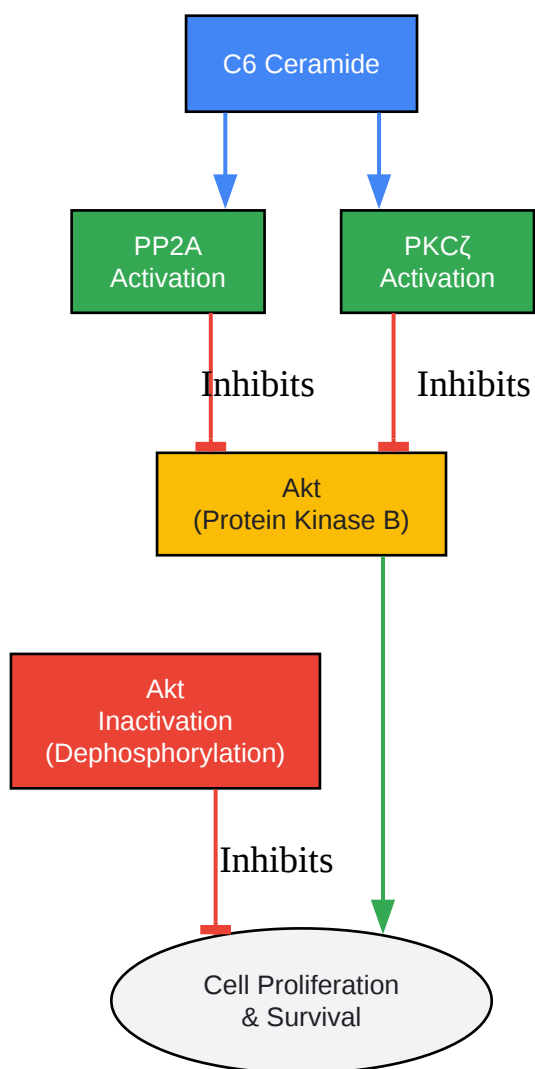 C6 Ceramide
PP2A
Activation
PKCζ
Activation
Inhibits
Inhibits
Akt
(Protein Kinase B)
Akt
Inactivation
(Dephosphorylation)
Inhibits
Cell Proliferation
& Survival